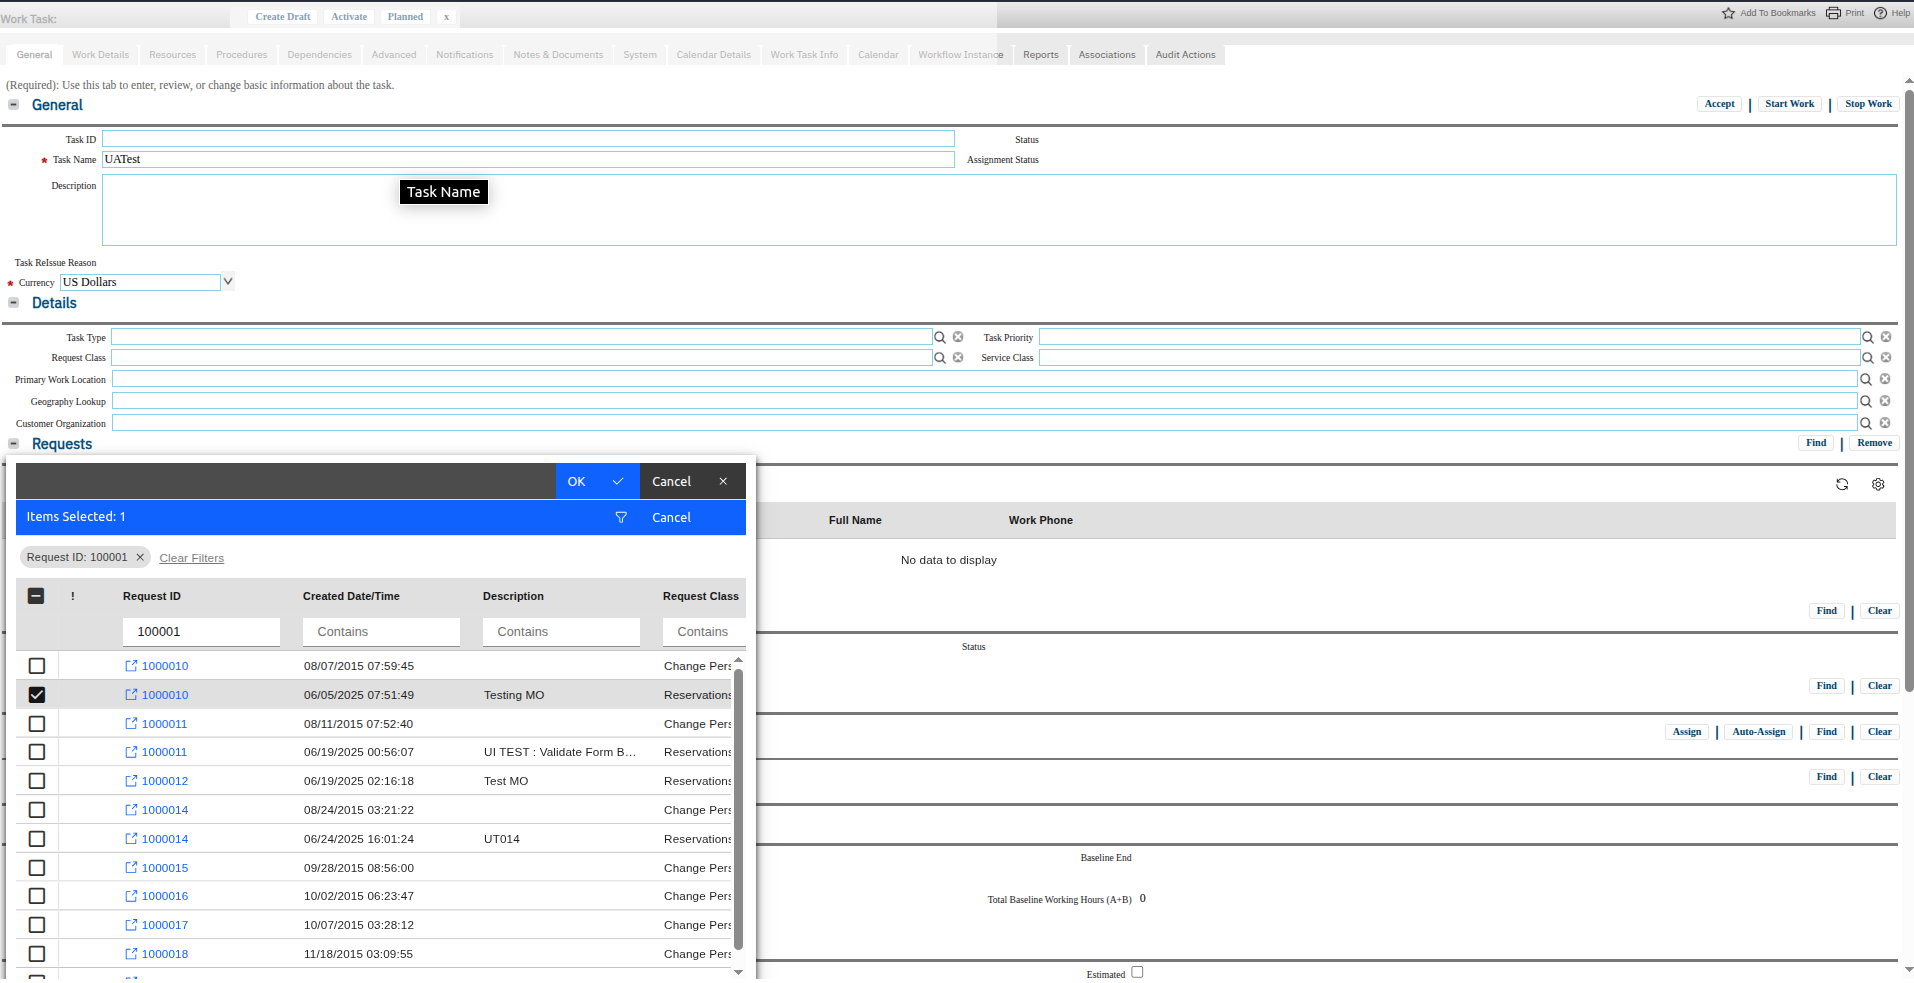 Work Task:
Create Draft Activate Planned x
Add To Bookmarks Print Help
General Work Details Resources Procedures Dependencies Advanced Notifications Notes & Documents System Calendar Details Work Task Info Calendar Workflow Instance Reports Associations Audit Actions
(Required): Use this tab to enter, review, or change basic information about the task.
General
Accept | Start Work | Stop Work
Task ID Status
* Task Name UATest Assignment Status
Description
Task Name
Task ReIssue Reason
* Currency US Dollars
Details
Task Type Task Priority
Request Class Service Class
Primary Work Location
Geography Lookup
Customer Organization
Requests
Find | Remove
OK Cancel ×
Items Selected: 1 Cancel
Full Name Work Phone
Request ID: 100001 × Clear Filters
No data to display
! Request ID Created Date/Time Description Request Class
Find | Clear
100001 Contains Contains Contains
Status
1000010 08/07/2015 07:59:45 Change Pers
Find | Clear
1000010 06/05/2025 07:51:49 Testing MO Reservations
1000011 08/11/2015 07:52:40 Change Pers
Assign | Auto-Assign | Find | Clear
1000011 06/19/2025 00:56:07 UI TEST : Validate Form B... Reservations
Find | Clear
1000012 06/19/2025 02:16:18 Test MO Reservations
1000014 08/24/2015 03:21:22 Change Pers
1000014 06/24/2025 16:01:24 UT014 Reservations
Baseline End
1000015 09/28/2015 08:56:00 Change Pers
1000016 10/02/2015 06:23:47 Change Pers
Total Baseline Working Hours (A+B) 0
1000017 10/07/2015 03:28:12 Change Pers
1000018 11/18/2015 03:09:55 Change Pers
Estimated